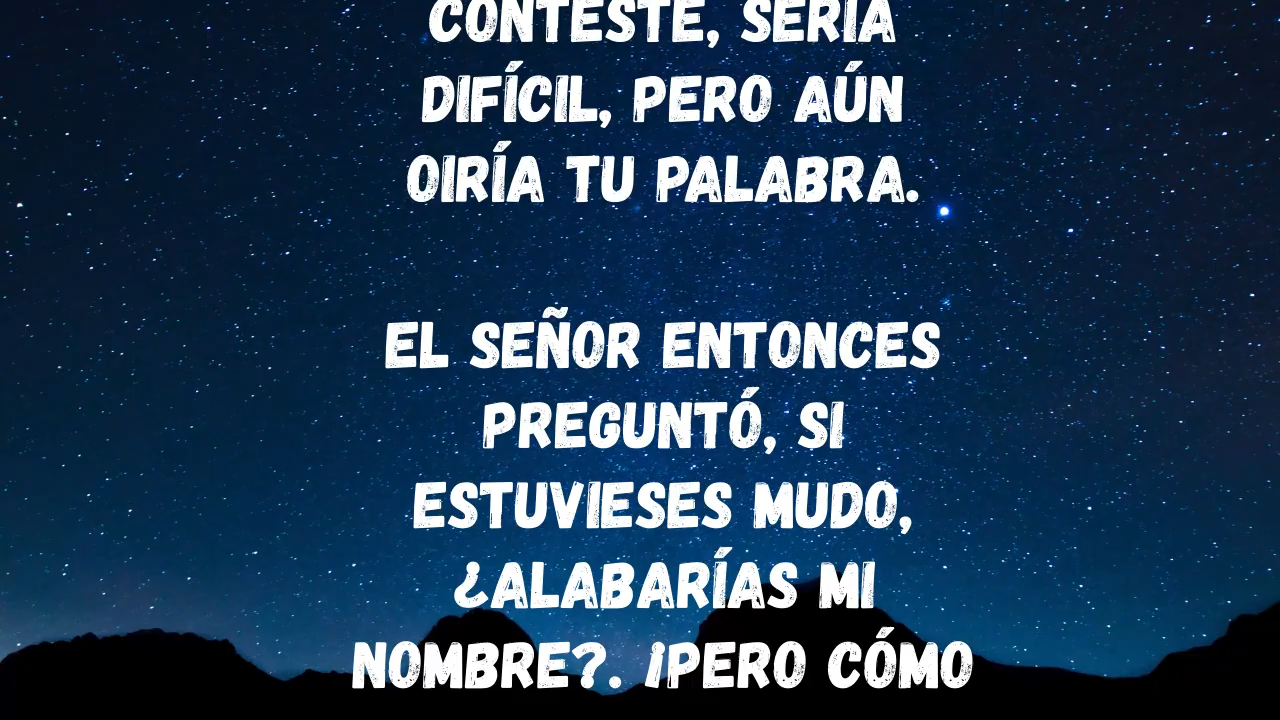 CONTESTE, SERÍA
DIFÍCIL, PERO AÚN
OIRÍA TU PALABRA.
EL SEÑOR ENTONCES
PREGUNTÓ, SI
ESTUVIESES MUDO,
¿ALABARÍAS MI
NOMBRE?. ¡PERO CÓMO